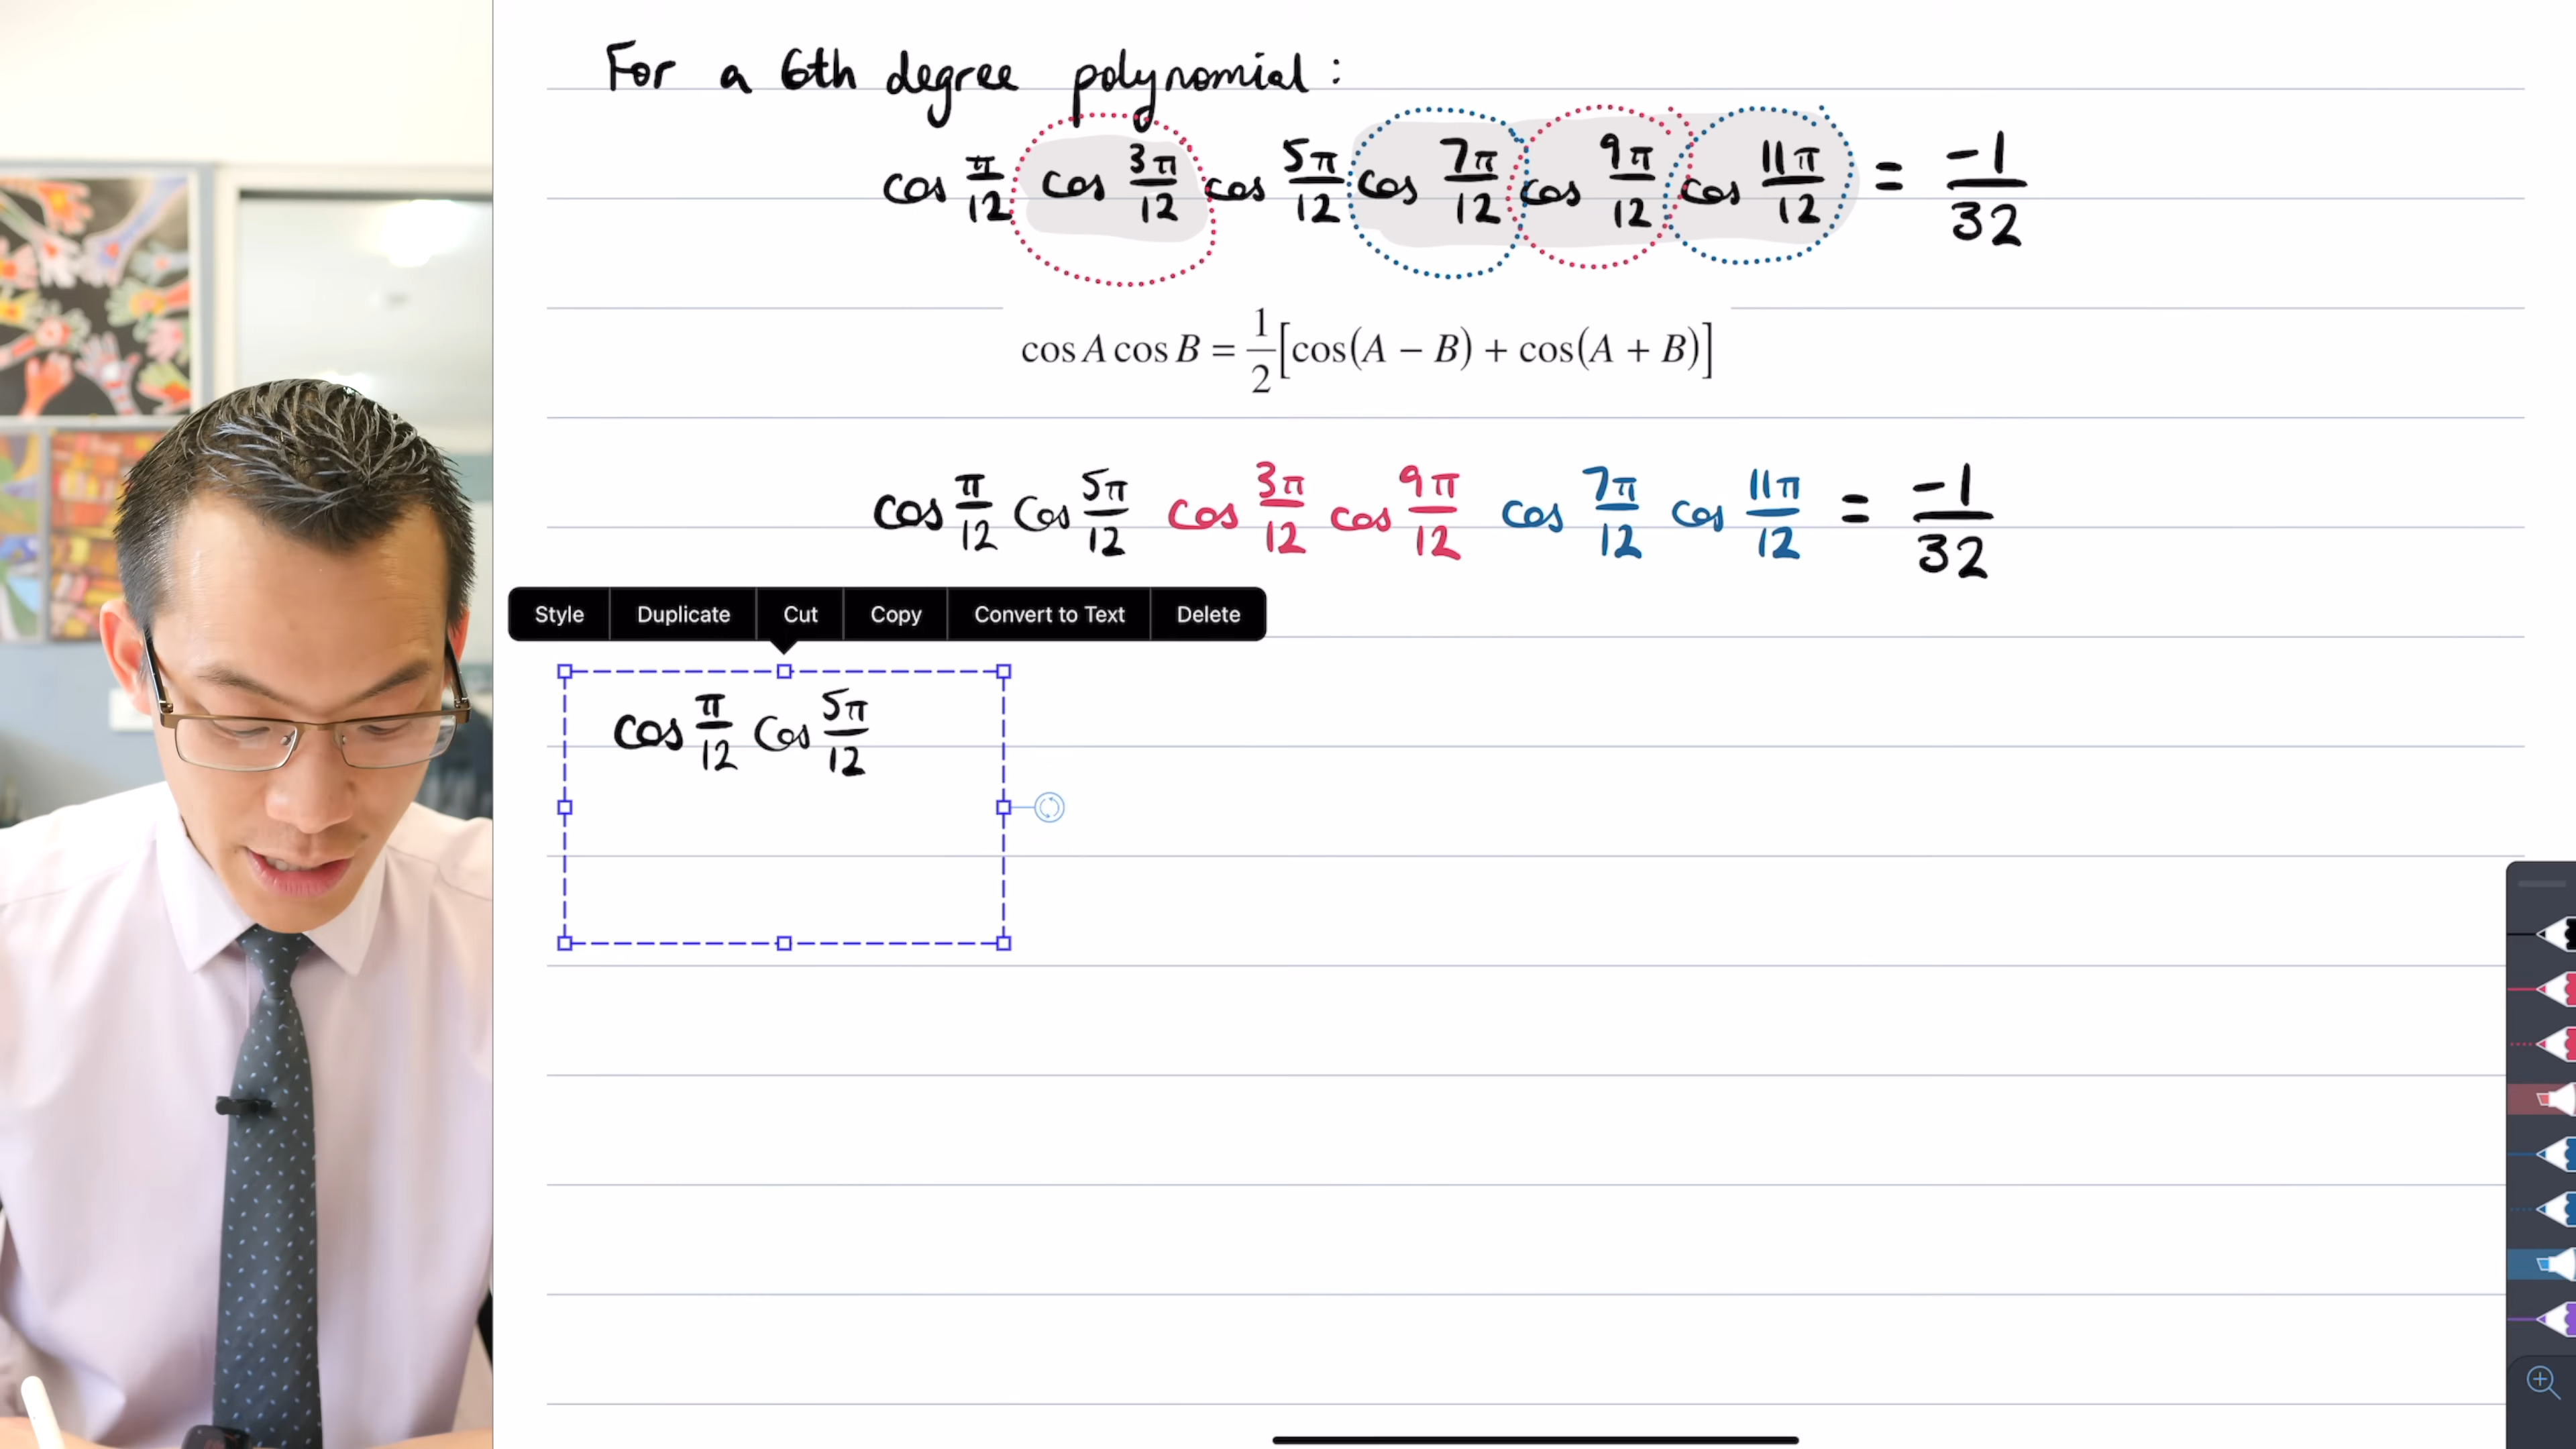 For a 6th degree polynomial:
cos π/12 cos 3π/12 cos 5π/12 cos 7π/12 cos 9π/12 cos 11π/12 = -1/32
cos A cos B = 1/2 [cos(A − B) + cos(A + B)]
cos π/12 cos 5π/12 cos 3π/12 cos 9π/12 cos 7π/12 cos 11π/12 = -1/32
Style Duplicate Cut Copy Convert to Text Delete
cos π/12 cos 5π/12